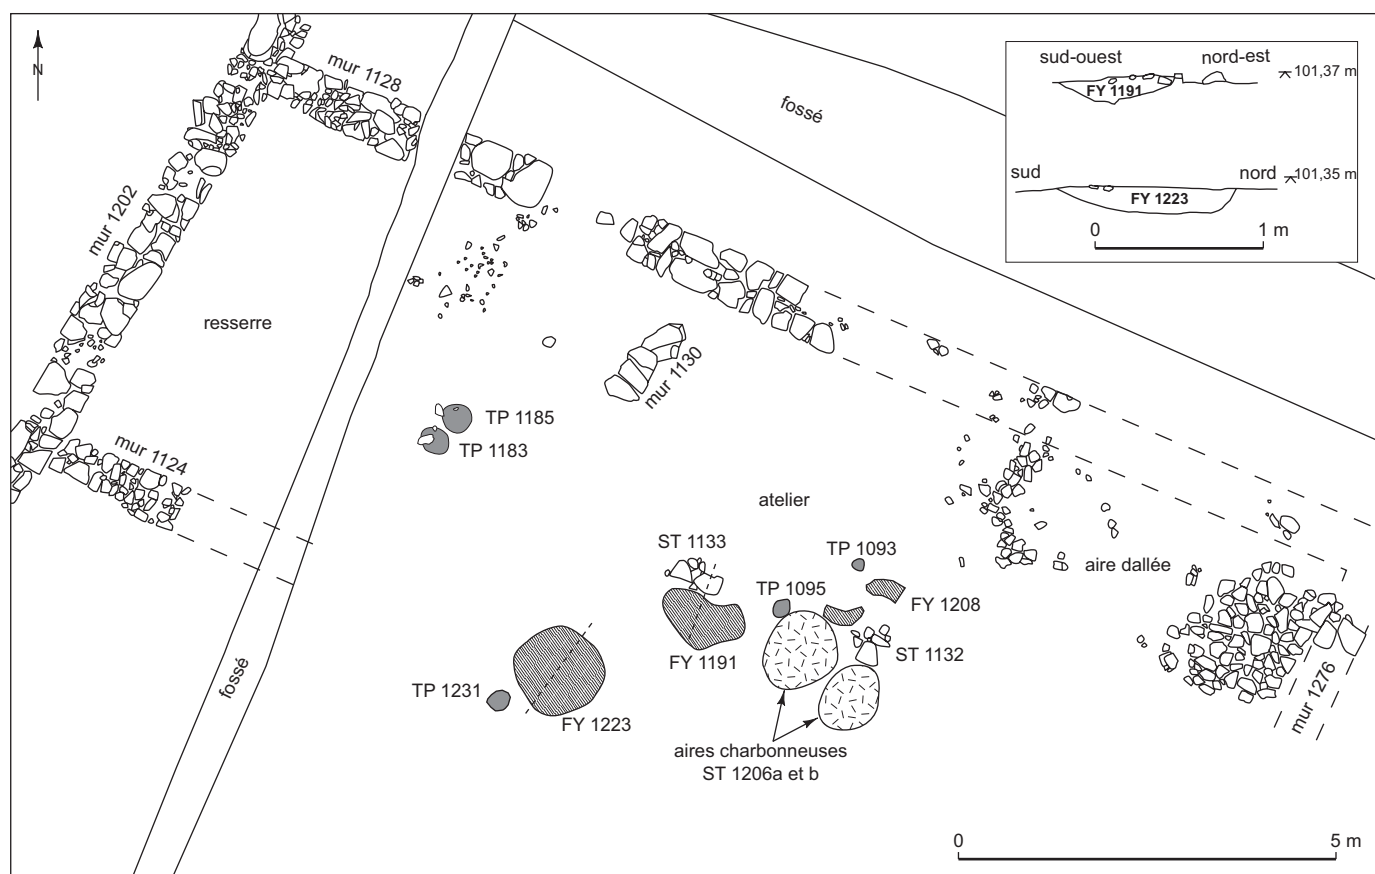 N
mur 1128
fossé
sud-ouest
nord-est
101,37 m
FY 1191
sud
nord
101,35 m
FY 1223
0
1 m
mur 1202
resserre
mur 1130
TP 1185
TP 1183
mur 1124
atelier
ST 1133
TP 1093
aire dallée
TP 1095
FY 1208
FY 1191
ST 1132
fossé
TP 1231
FY 1223
mur 1276
aires charbonneuses
ST 1206a et b
0
5 m